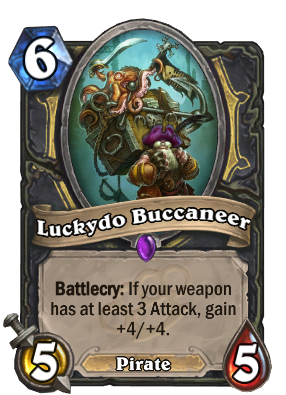 6
Luckydo Buccaneer
Battlecry: If your weapon
has at least 3 Attack, gain
+4/+4.
5
Pirate
5